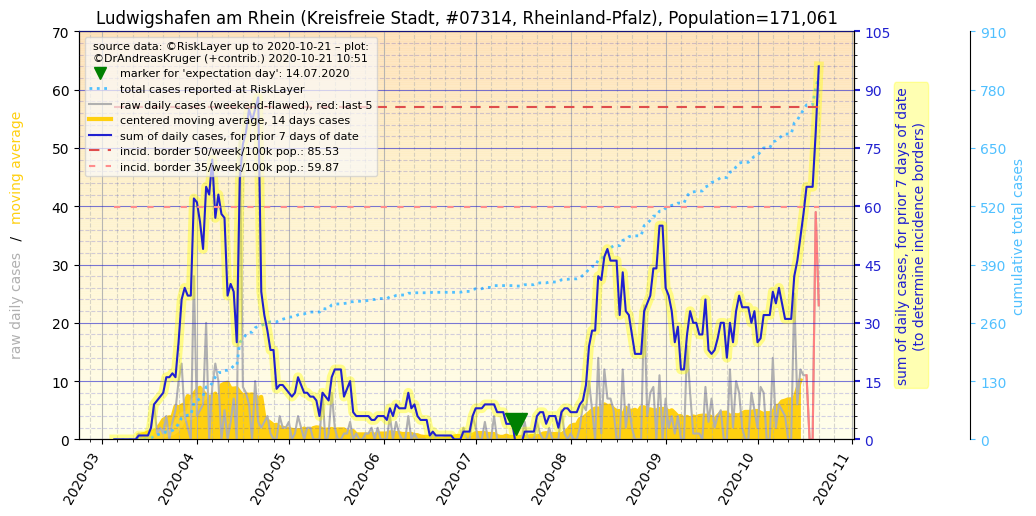 Ludwigshafen am Rhein (Kreisfreie Stadt, #07314, Rheinland-Pfalz), Population=171,061
source data: ©RiskLayer up to 2020-10-21 – plot:
©DrAndreasKruger (+contrib.) 2020-10-21 10:51
marker for 'expectation day': 14.07.2020
total cases reported at RiskLayer
raw daily cases (weekend-flawed), red: last 5
centered moving average, 14 days cases
sum of daily cases, for prior 7 days of date
incid. border 50/week/100k pop.: 85.53
incid. border 35/week/100k pop.: 59.87
raw daily cases / moving average
70
60
50
40
30
20
10
0
105
90
75
60
45
30
15
0
sum of daily cases, for prior 7 days of date
(to determine incidence borders)
910
780
650
520
390
260
130
0
cumulative total cases
2020-03
2020-04
2020-05
2020-06
2020-07
2020-08
2020-09
2020-10
2020-11